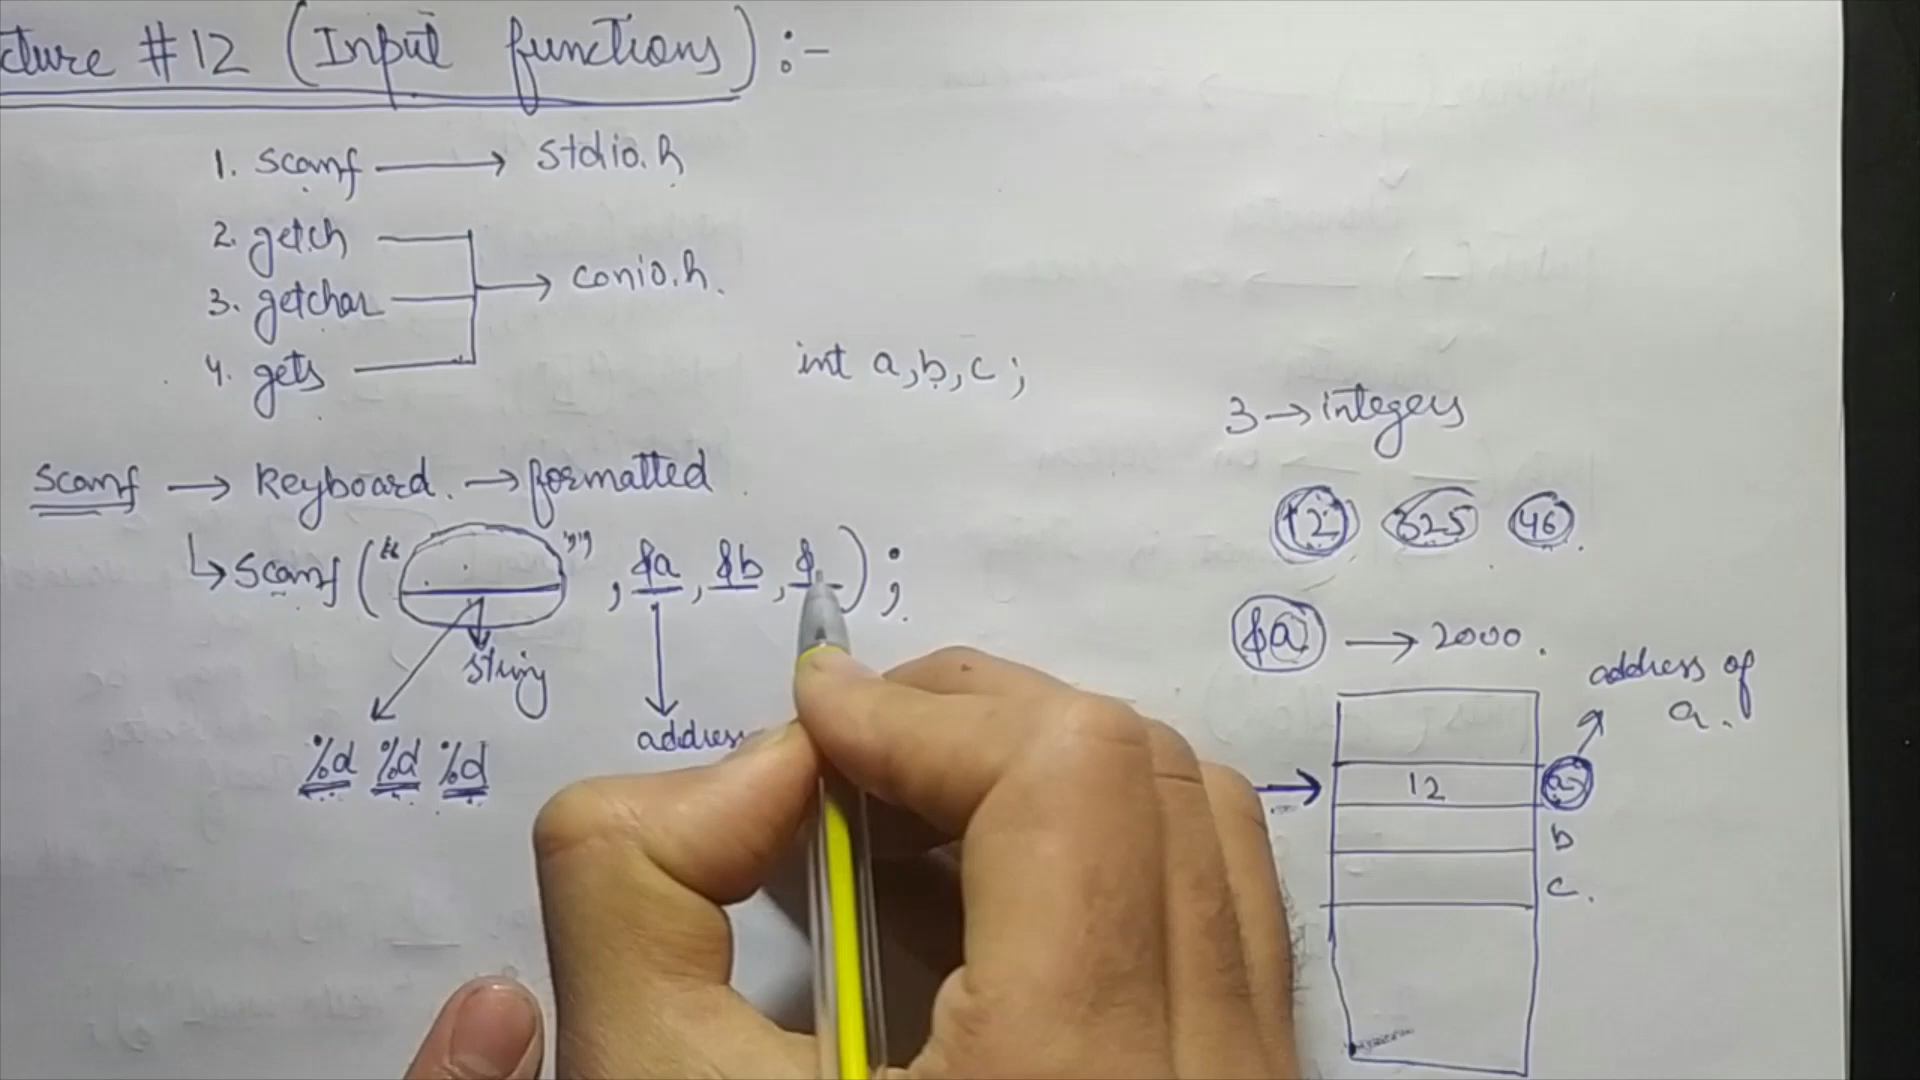 cture #12 (Input functions) :-
1. scanf → stdio.h
2. getch
3. getchar → conio.h.
4. gets
int a,b,c;
3 → integers
12 325 46
scanf → Keyboard. → formatted
↳ scanf (" ", &a, &b, & );
string
%d %d %d
address
&a → 2000.
address of
a.
12 a
b
c.